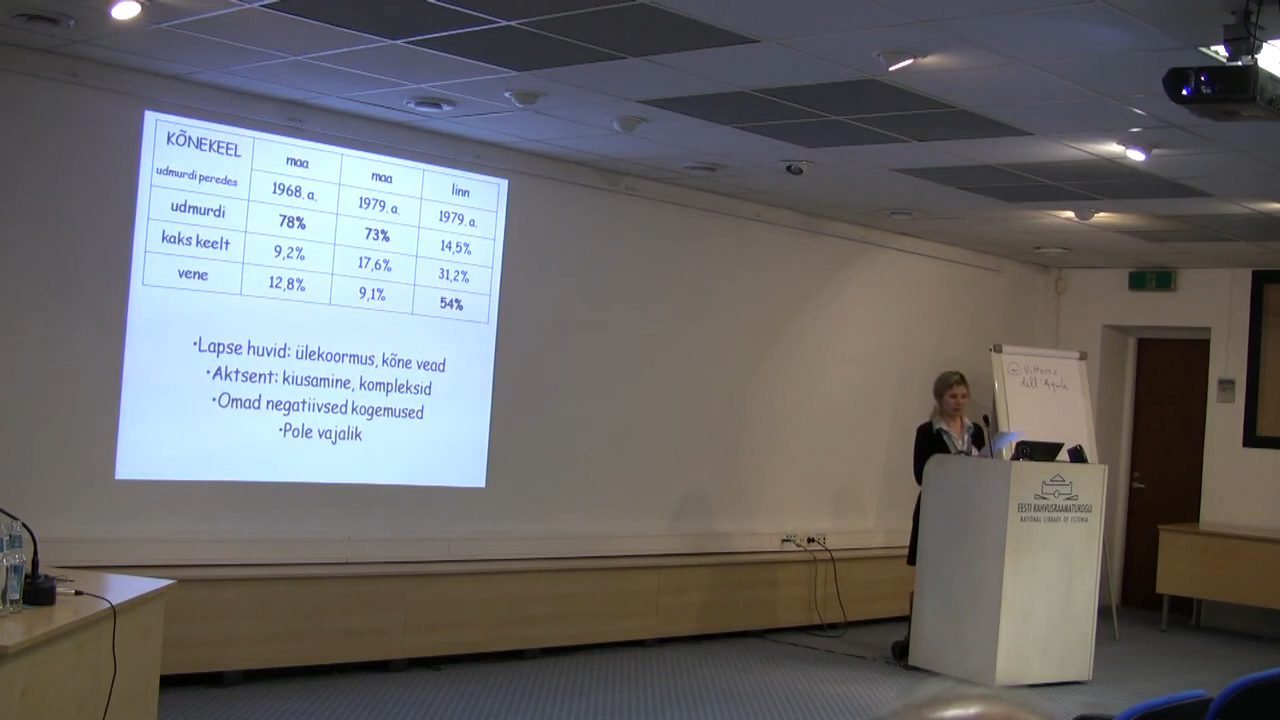 KÕNEKEEL maa maa linn
udmurdi peredes 1968. a. 1979. a. 1979. a.
udmurdi 78% 73% 14,5%
kaks keelt 9,2% 17,6% 31,2%
vene 12,8% 9,1% 54%
•Lapse huvid: ülekoormus, kõne vead
•Aktsent: kiusamine, kompleksid
•Omad negatiivsed kogemused
•Pole vajalik
dell'Aquila
EESTI RAHVUSRAAMATUKOGU
NATIONAL LIBRARY OF ESTONIA